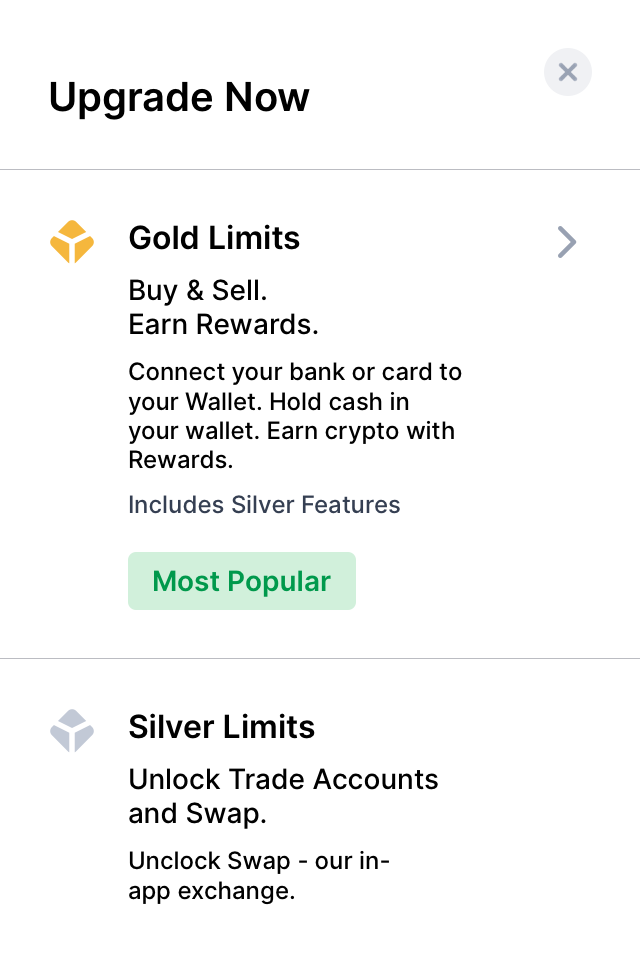 Upgrade Now
Gold Limits
Buy & Sell.
Earn Rewards.
Connect your bank or card to
your Wallet. Hold cash in
your wallet. Earn crypto with
Rewards.
Includes Silver Features
Most Popular
Silver Limits
Unlock Trade Accounts
and Swap.
Unclock Swap - our in-
app exchange.